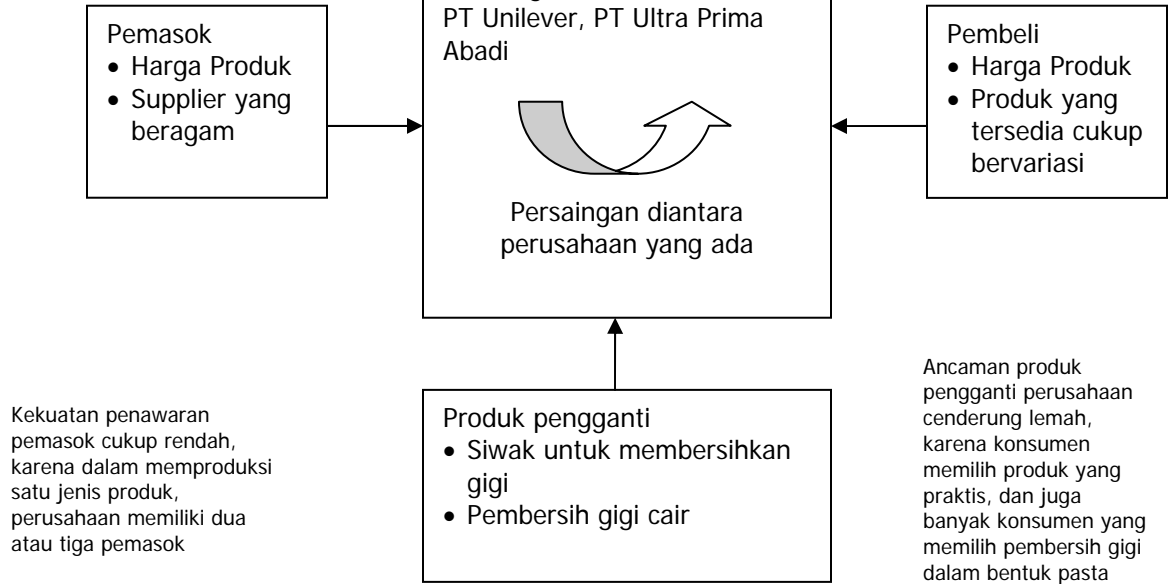 PT Unilever, PT Ultra Prima
Abadi
Pemasok
• Harga Produk
• Supplier yang
beragam
Persaingan diantara
perusahaan yang ada
Pembeli
• Harga Produk
• Produk yang
tersedia cukup
bervariasi
Kekuatan penawaran
pemasok cukup rendah,
karena dalam memproduksi
satu jenis produk,
perusahaan memiliki dua
atau tiga pemasok
Produk pengganti
• Siwak untuk membersihkan
gigi
• Pembersih gigi cair
Ancaman produk
pengganti perusahaan
cenderung lemah,
karena konsumen
memilih produk yang
praktis, dan juga
banyak konsumen yang
memilih pembersih gigi
dalam bentuk pasta